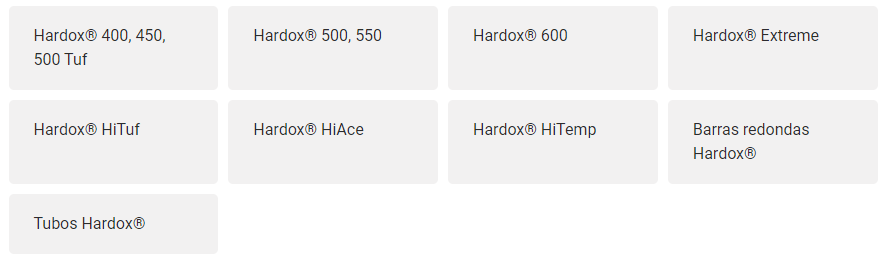 Hardox® 400, 450,
500 Tuf
Hardox® 500, 550
Hardox® 600
Hardox® Extreme
Hardox® HiTuf
Hardox® HiAce
Hardox® HiTemp
Barras redondas
Hardox®
Tubos Hardox®